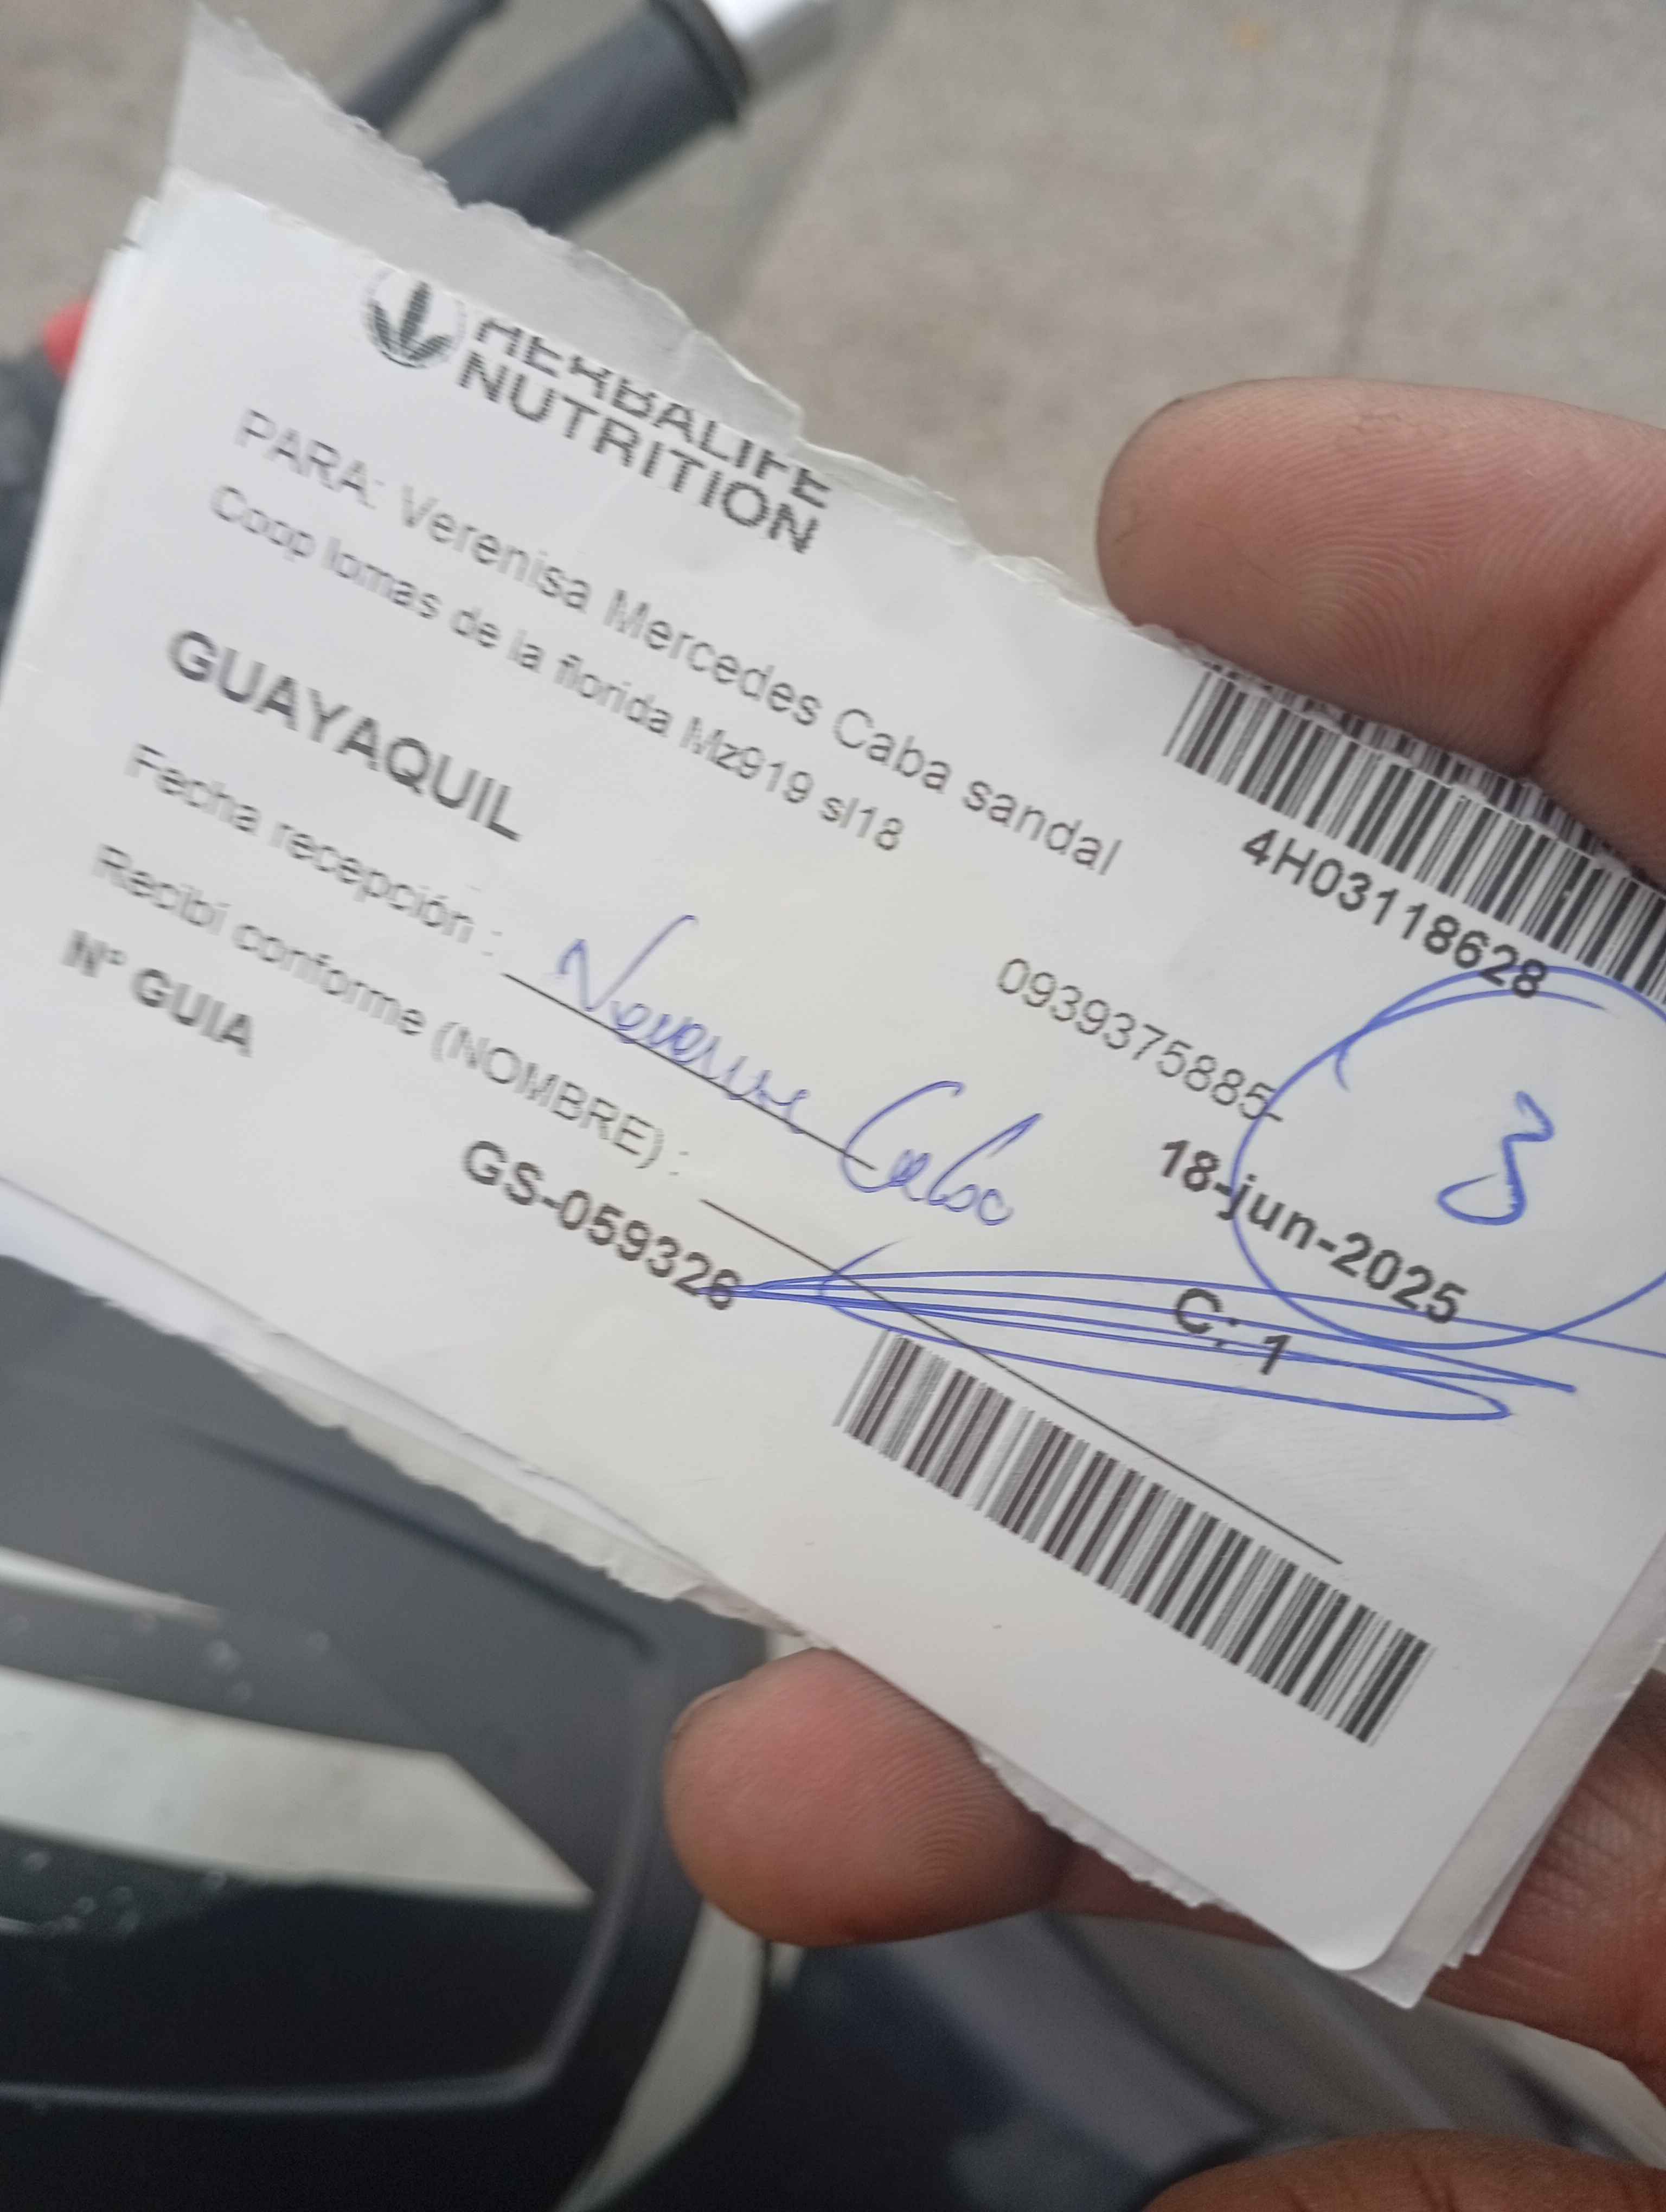 HERBALIFE
NUTRITION
4H03118628
PARA: Verenisa Mercedes Caba sandal
Coop lomas de la florida Mz919 sl18
0939375885-
GUAYAQUIL
18-jun-2025
3
Fecha recepción :
Caba
Recibí conforme (NOMBRE) :
C: 1
N° GUIA
GS-059326